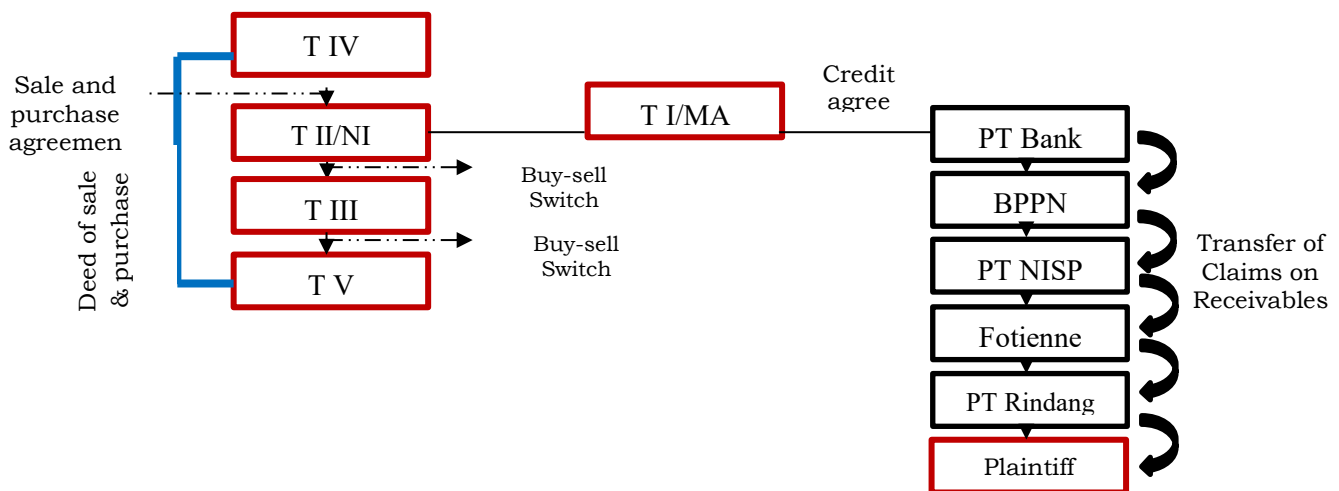 T IV
Sale and
purchase
agreemen
T II/NI
Buy-sell
Switch
T III
Buy-sell
Switch
T V
Deed of sale
& purchase
T I/MA
Credit
agree
PT Bank
BPPN
PT NISP
Fotienne
PT Rindang
Plaintiff
Transfer of
Claims on
Receivables